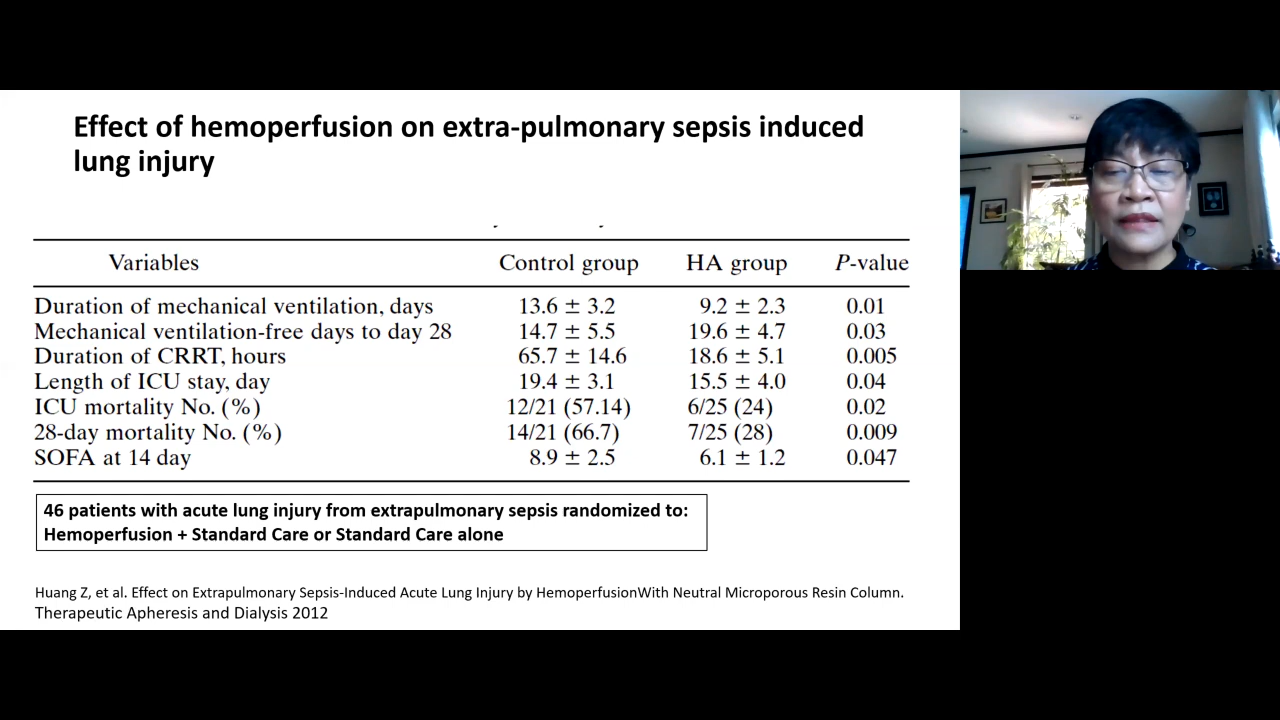 Effect of hemoperfusion on extra-pulmonary sepsis induced
lung injury
Variables Control group HA group P-value
Duration of mechanical ventilation, days 13.6 ± 3.2 9.2 ± 2.3 0.01
Mechanical ventilation-free days to day 28 14.7 ± 5.5 19.6 ± 4.7 0.03
Duration of CRRT, hours 65.7 ± 14.6 18.6 ± 5.1 0.005
Length of ICU stay, day 19.4 ± 3.1 15.5 ± 4.0 0.04
ICU mortality No. (%) 12/21 (57.14) 6/25 (24) 0.02
28-day mortality No. (%) 14/21 (66.7) 7/25 (28) 0.009
SOFA at 14 day 8.9 ± 2.5 6.1 ± 1.2 0.047
46 patients with acute lung injury from extrapulmonary sepsis randomized to:
Hemoperfusion + Standard Care or Standard Care alone
Huang Z, et al. Effect on Extrapulmonary Sepsis-Induced Acute Lung Injury by HemoperfusionWith Neutral Microporous Resin Column.
Therapeutic Apheresis and Dialysis 2012